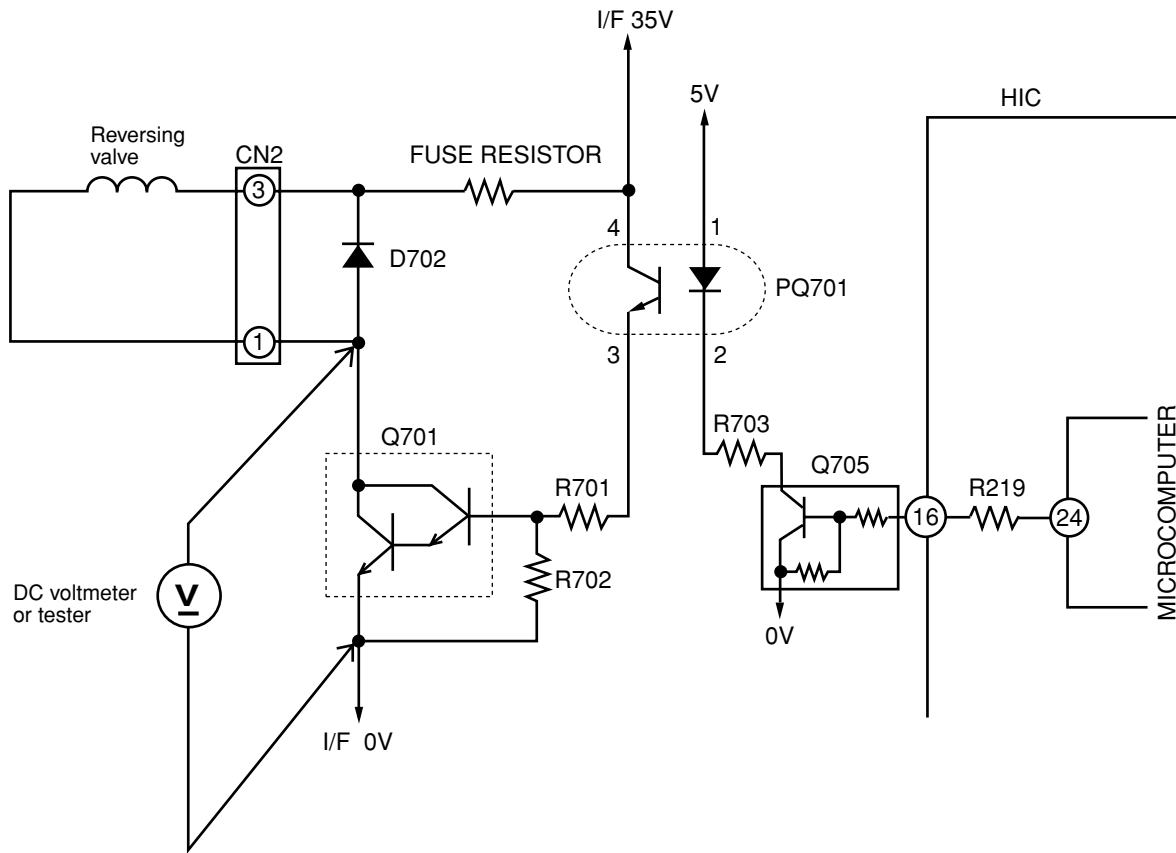 I/F 35V
5V
HIC
Reversing
valve
CN2
FUSE RESISTOR
3
4
1
D702
PQ701
1
3
2
R703
Q701
Q705
R701
R219
16
24
R702
MICROCOMPUTER
DC voltmeter
or tester
V
0V
I/F 0V